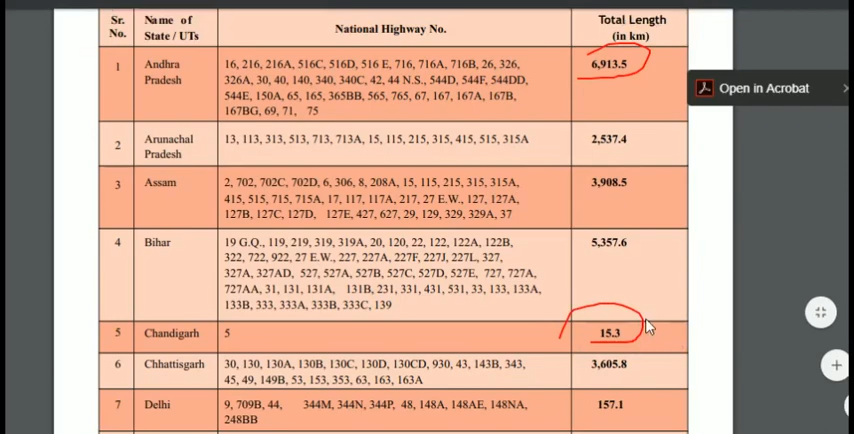 Sr. No. Name of State / UTs National Highway No. Total Length (in km)
1 Andhra Pradesh 16, 216, 216A, 516C, 516D, 516 E, 716, 716A, 716B, 26, 326, 6,913.5
326A, 30, 40, 140, 340, 340C, 42, 44 N.S., 544D, 544F, 544DD,
544E, 150A, 65, 165, 365BB, 565, 765, 67, 167, 167A, 167B,
167BG, 69, 71, 75
Open in Acrobat
2 Arunachal Pradesh 13, 113, 313, 513, 713, 713A, 15, 115, 215, 315, 415, 515, 315A 2,537.4
3 Assam 2, 702, 702C, 702D, 6, 306, 8, 208A, 15, 115, 215, 315, 315A, 3,908.5
415, 515, 715, 715A, 17, 117, 117A, 217, 27 E.W., 127, 127A,
127B, 127C, 127D, 127E, 427, 627, 29, 129, 329, 329A, 37
4 Bihar 19 G.Q., 119, 219, 319, 319A, 20, 120, 22, 122, 122A, 122B, 5,357.6
322, 722, 922, 27 E.W., 227, 227A, 227F, 227J, 227L, 327,
327A, 327AD, 527, 527A, 527B, 527C, 527D, 527E, 727, 727A,
727AA, 31, 131, 131A, 131B, 231, 331, 431, 531, 33, 133, 133A,
133B, 333, 333A, 333B, 333C, 139
5 Chandigarh 5 15.3
6 Chhattisgarh 30, 130, 130A, 130B, 130C, 130D, 130CD, 930, 43, 143B, 343, 3,605.8
45, 49, 149B, 53, 153, 353, 63, 163, 163A
7 Delhi 9, 709B, 44, 344M, 344N, 344P, 48, 148A, 148AE, 148NA, 157.1
248BB